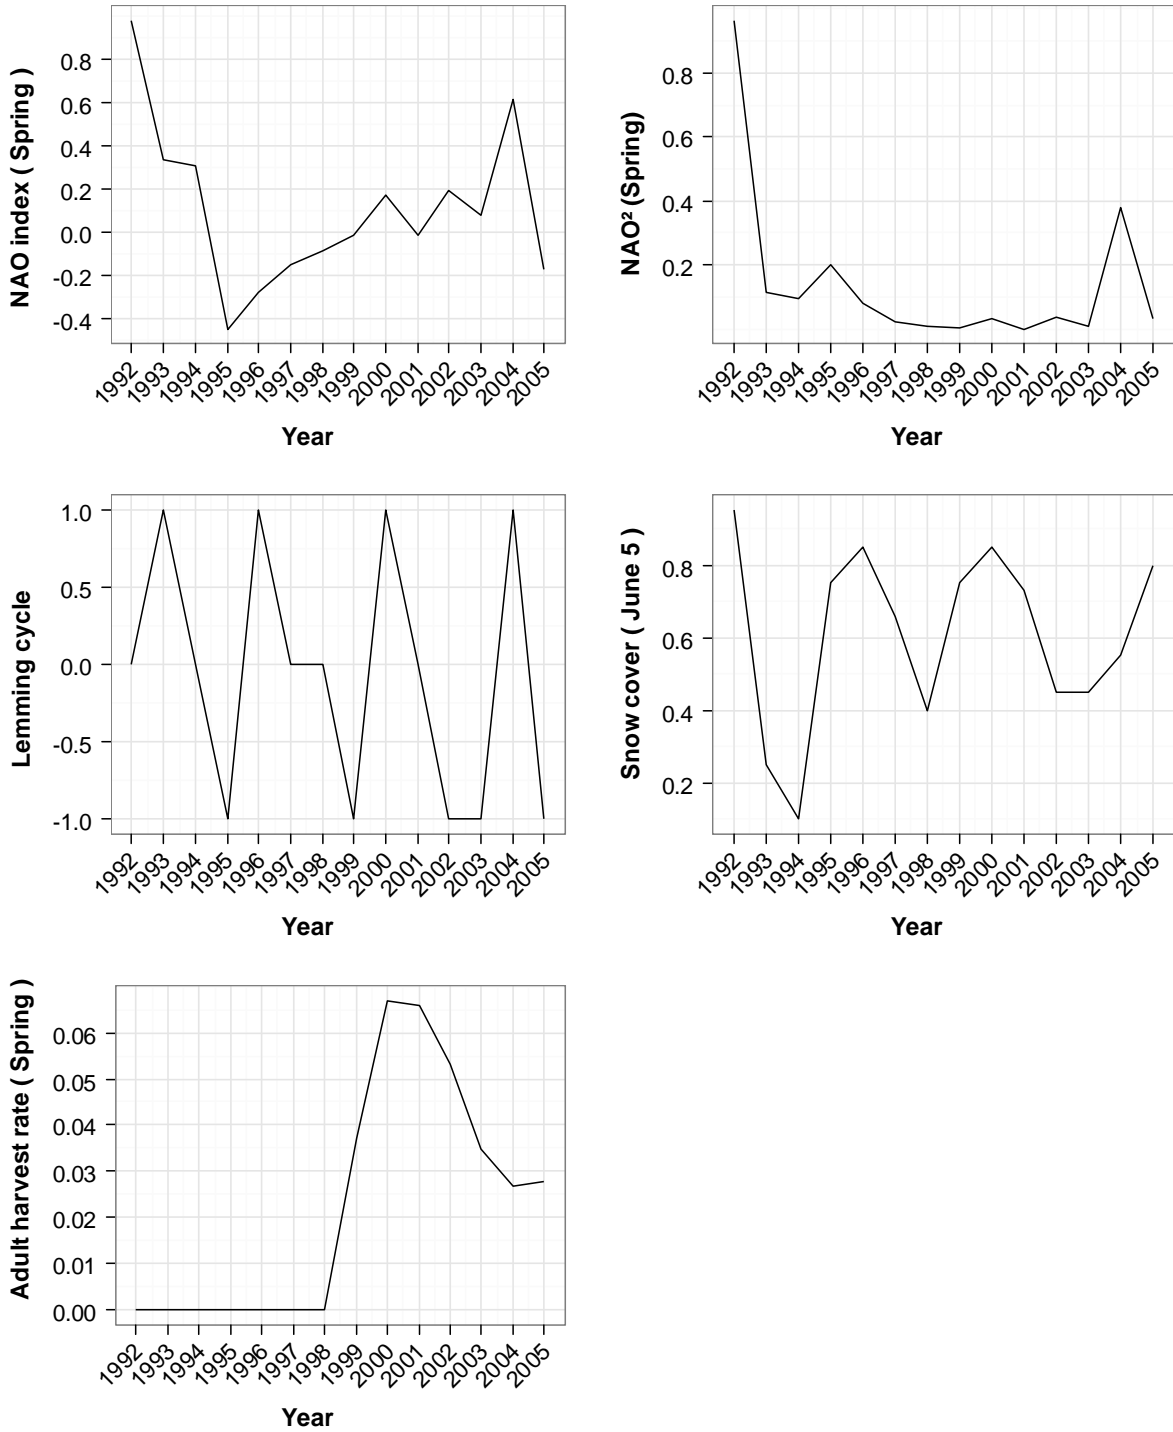 NAO index ( Spring )
0.8
0.6
0.4
0.2
0.0
-0.2
-0.4
1992 1993 1994 1995 1996 1997 1998 1999 2000 2001 2002 2003 2004 2005
Year
NAO² (Spring)
0.8
0.6
0.4
0.2
1992 1993 1994 1995 1996 1997 1998 1999 2000 2001 2002 2003 2004 2005
Year
Lemming cycle
1.0
0.5
0.0
-0.5
-1.0
1992 1993 1994 1995 1996 1997 1998 1999 2000 2001 2002 2003 2004 2005
Year
Snow cover ( June 5 )
0.8
0.6
0.4
0.2
1992 1993 1994 1995 1996 1997 1998 1999 2000 2001 2002 2003 2004 2005
Year
Adult harvest rate ( Spring )
0.06
0.05
0.04
0.03
0.02
0.01
0.00
1992 1993 1994 1995 1996 1997 1998 1999 2000 2001 2002 2003 2004 2005
Year